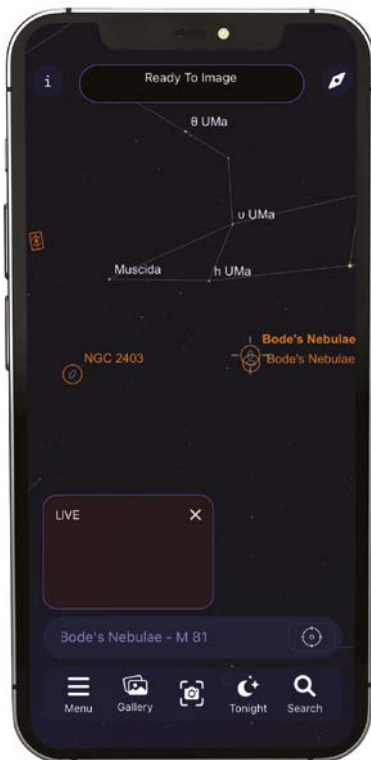 i
Ready To Image
θ UMa
υ UMa
Muscida
h UMa
Bode's Nebulae
NGC 2403
Bode's Nebulae
LIVE
Bode's Nebula - M 81
Menu
Gallery
Tonight
Search